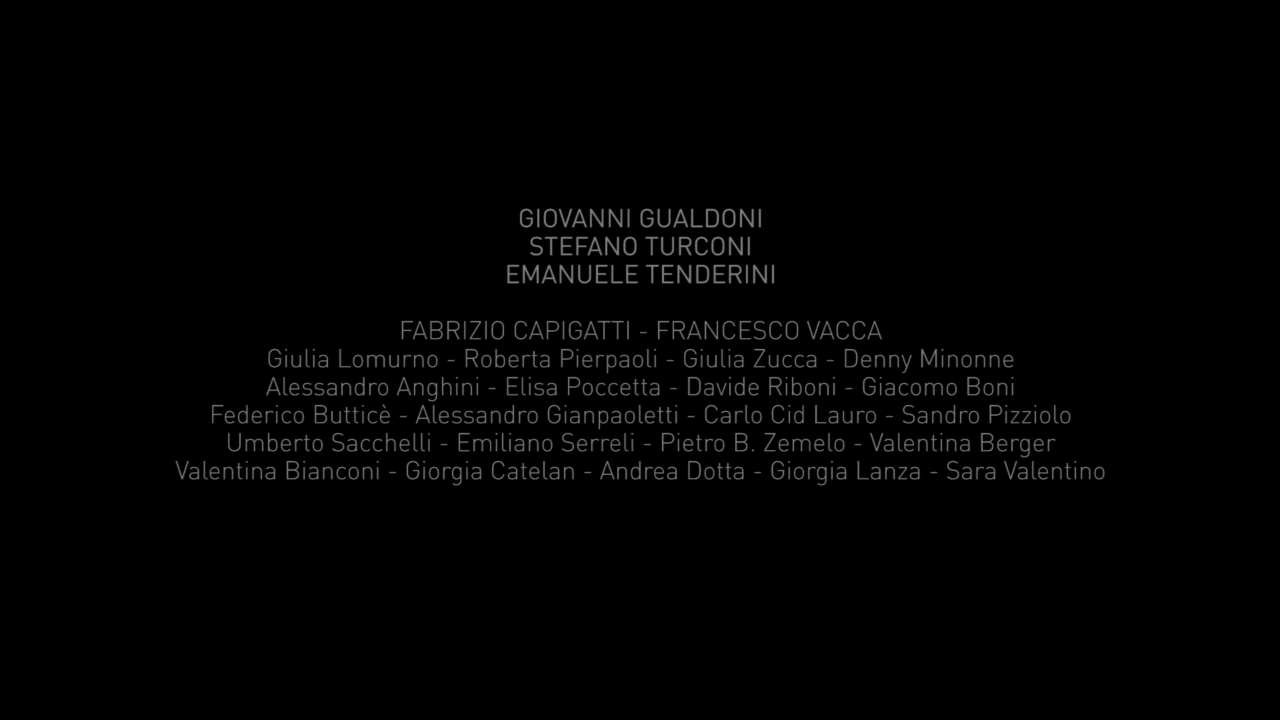 GIOVANNI GUALDONI
STEFANO TURCONI
EMANUELE TENDERINI
FABRIZIO CAPIGATTI - FRANCESCO VACCA
Giulia Lomurno - Roberta Pierpaoli - Giulia Zucca - Denny Minonne
Alessandro Anghini - Elisa Poccetta - Davide Riboni - Giacomo Boni
Federico Butticè - Alessandro Gianpaoletti - Carlo Cid Lauro - Sandro Pizziolo
Umberto Sacchelli - Emiliano Serreli - Pietro B. Zemelo - Valentina Berger
Valentina Bianconi - Giorgia Catelan - Andrea Dotta - Giorgia Lanza - Sara Valentino